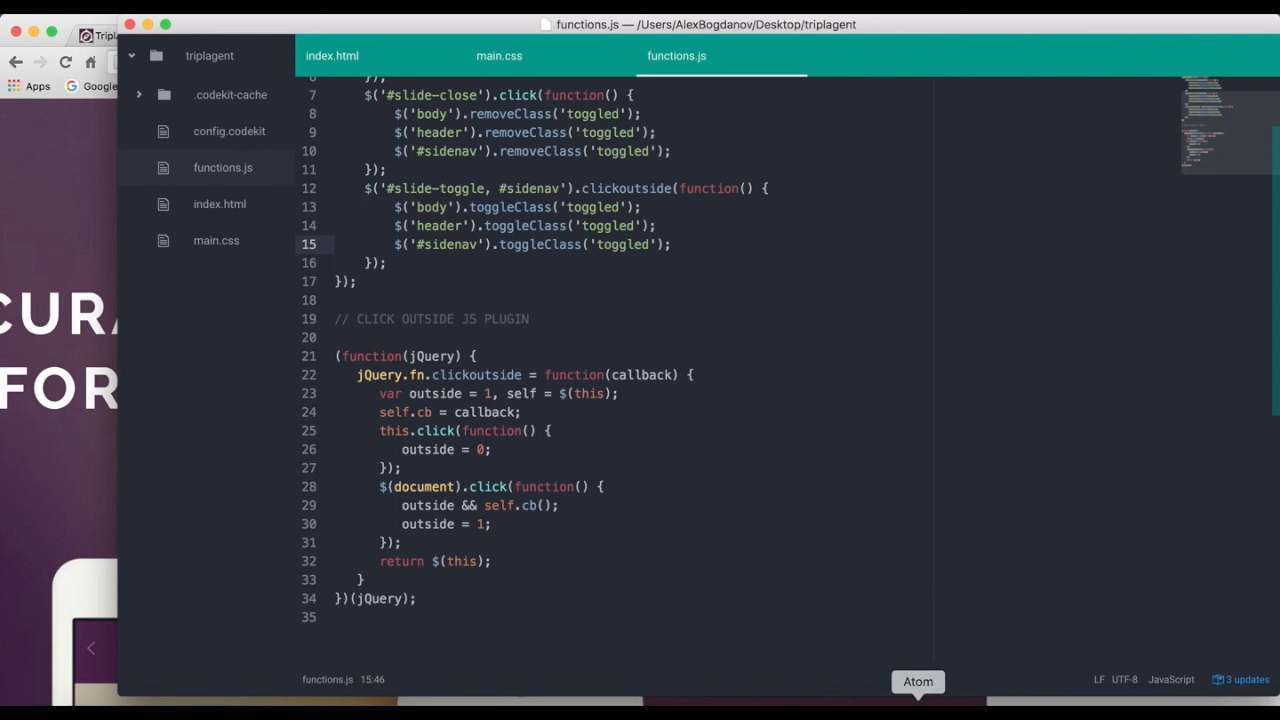 functions.js — /Users/AlexBogdanov/Desktop/triplagent
Tripl
Apps
Google
triplagent
.codekit-cache
config.codekit
functions.js
index.html
main.css
index.html
main.css
functions.js
6 });
7 $('#slide-close').click(function() {
8 $('body').removeClass('toggled');
9 $('header').removeClass('toggled');
10 $('#sidenav').removeClass('toggled');
11 });
12 $('#slide-toggle, #sidenav').clickoutside(function() {
13 $('body').toggleClass('toggled');
14 $('header').toggleClass('toggled');
15 $('#sidenav').toggleClass('toggled');
16 });
17 });
18
19 // CLICK OUTSIDE JS PLUGIN
20
21 (function(jQuery) {
22 jQuery.fn.clickoutside = function(callback) {
23 var outside = 1, self = $(this);
24 self.cb = callback;
25 this.click(function() {
26 outside = 0;
27 });
28 $(document).click(function() {
29 outside && self.cb();
30 outside = 1;
31 });
32 return $(this);
33 }
34 })(jQuery);
35
CURA
FOR
functions.js 15:46
LF UTF-8 JavaScript 3 updates
Atom